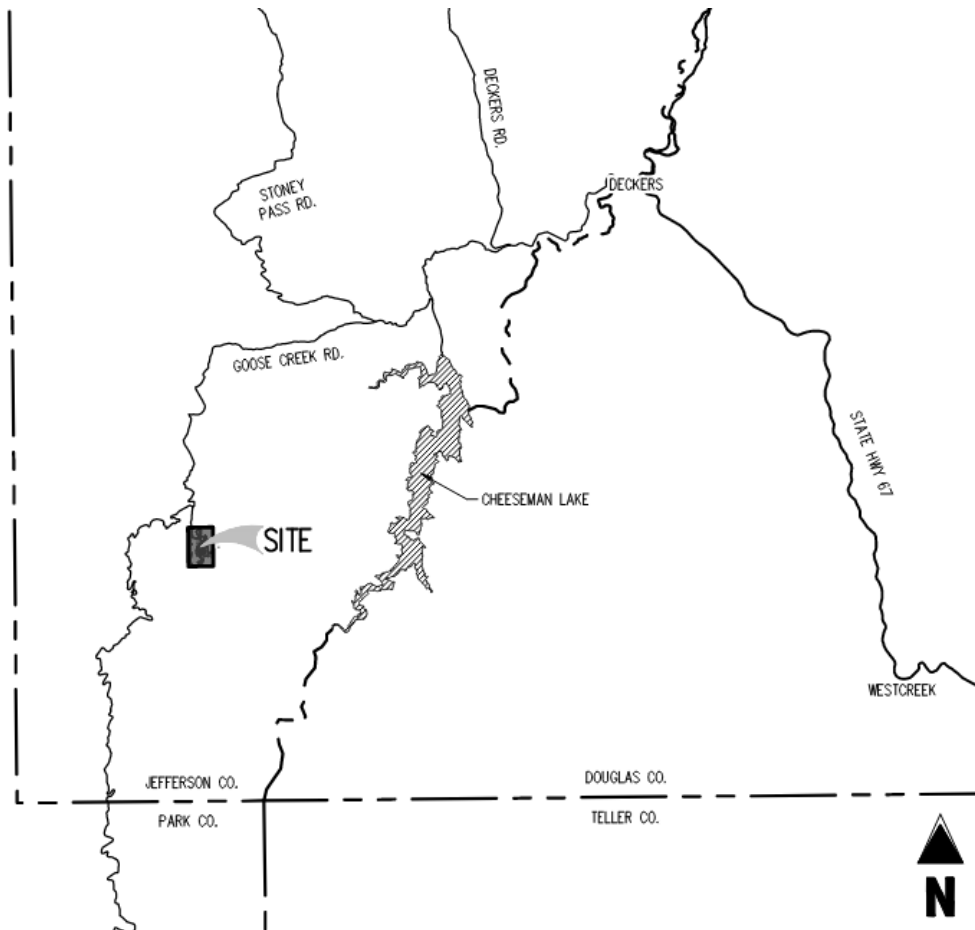 DECKERS RD.
DECKERS
STONEY
PASS RD.
GOOSE CREEK RD.
STATE HWY 67
CHEESEMAN LAKE
SITE
WESTCREEK
JEFFERSON CO.
DOUGLAS CO.
PARK CO.
TELLER CO.
N